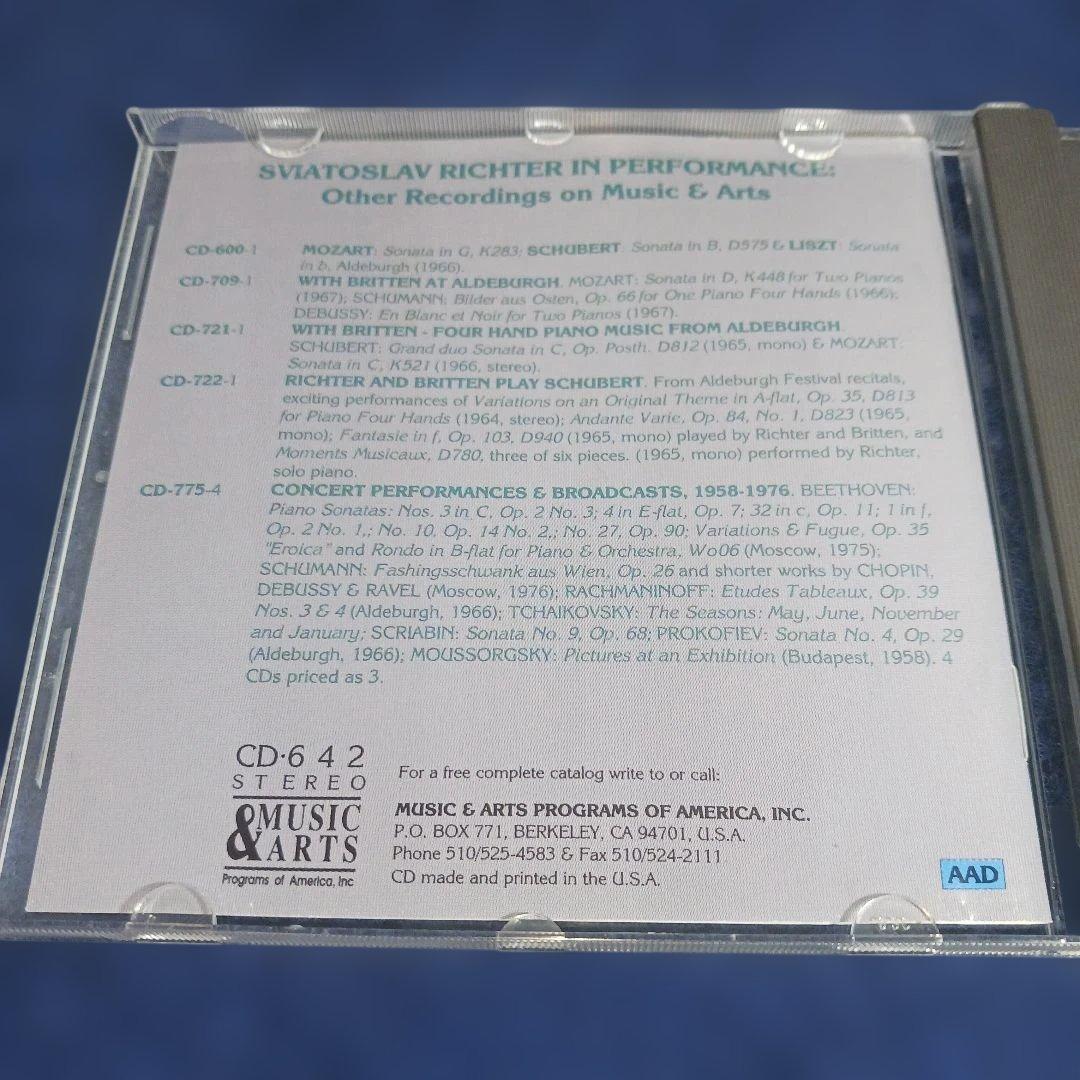 SVIATOSLAV RICHTER IN PERFORMANCE:
Other Recordings on Music & Arts
CD-600-1 MOZART: Sonata in G, K283; SCHUBERT: Sonata in B, D575 & LISZT: Sonata
in b. Aldeburgh (1966).
CD-709-1 WITH BRITTEN AT ALDEBURGH. MOZART: Sonata in D, K448 for Two Pianos
(1967); SCHUMANN: Bilder aus Osten, Op. 66 for One Piano Four Hands (1966);
DEBUSSY: En Blanc et Noir for Two Pianos (1967).
CD-721-1 WITH BRITTEN - FOUR HAND PIANO MUSIC FROM ALDEBURGH.
SCHUBERT: Grand duo Sonata in C, Op. Posth. D812 (1965, mono) & MOZART:
Sonata in C, K521 (1966, stereo).
CD-722-1 RICHTER AND BRITTEN PLAY SCHUBERT. From Aldeburgh Festival recitals,
exciting performances of Variations on an Original Theme in A-flat, Op. 35, D813
for Piano Four Hands (1964, stereo); Andante Varie, Op. 84, No. 1, D823 (1965,
mono); Fantasie in f, Op. 103, D940 (1965, mono) played by Richter and Britten, and
Moments Musicaux, D780, three of six pieces. (1965, mono) performed by Richter,
solo piano.
CD-775-4 CONCERT PERFORMANCES & BROADCASTS, 1958-1976. BEETHOVEN:
Piano Sonatas: Nos. 3 in C, Op. 2 No. 3; 4 in E-flat, Op. 7; 32 in c, Op. 11; 1 in f,
Op. 2 No. 1,; No. 10, Op. 14 No. 2,; No. 27, Op. 90; Variations & Fugue, Op. 35
"Eroica" and Rondo in B-flat for Piano & Orchestra, Wo06 (Moscow, 1975);
SCHUMANN: Fashingsschwank aus Wien, Op. 26 and shorter works by CHOPIN,
DEBUSSY & RAVEL (Moscow, 1976); RACHMANINOFF: Etudes Tableaux, Op. 39
Nos. 3 & 4 (Aldeburgh, 1966); TCHAIKOVSKY: The Seasons: May, June, November
and January; SCRIABIN: Sonata No. 9, Op. 68; PROKOFIEV: Sonata No. 4, Op. 29
(Aldeburgh, 1966); MOUSSORGSKY: Pictures at an Exhibition (Budapest, 1958). 4
CDs priced as 3.
CD·642
STEREO
MUSIC
& ARTS
Programs of America, Inc
For a free complete catalog write to or call:
MUSIC & ARTS PROGRAMS OF AMERICA, INC.
P.O. BOX 771, BERKELEY, CA 94701, U.S.A.
Phone 510/525-4583 & Fax 510/524-2111
CD made and printed in the U.S.A.
AAD